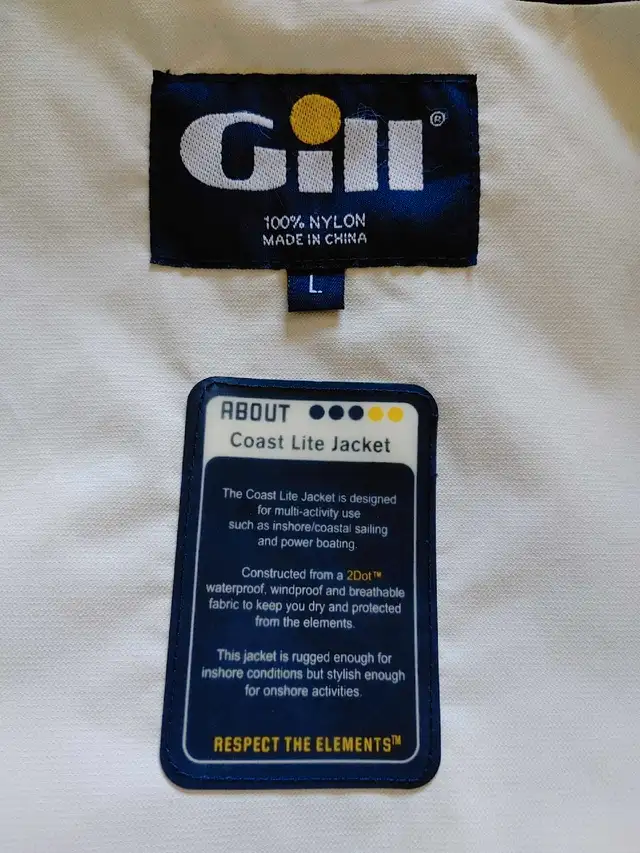 Gill®
100% NYLON
MADE IN CHINA
L
ABOUT
Coast Lite Jacket
The Coast Lite Jacket is designed
for multi-activity use
such as inshore/coastal sailing
and power boating.
Constructed from a 2Dot™
waterproof, windproof and breathable
fabric to keep you dry and protected
from the elements.
This jacket is rugged enough for
inshore conditions but stylish enough
for onshore activities.
RESPECT THE ELEMENTS™